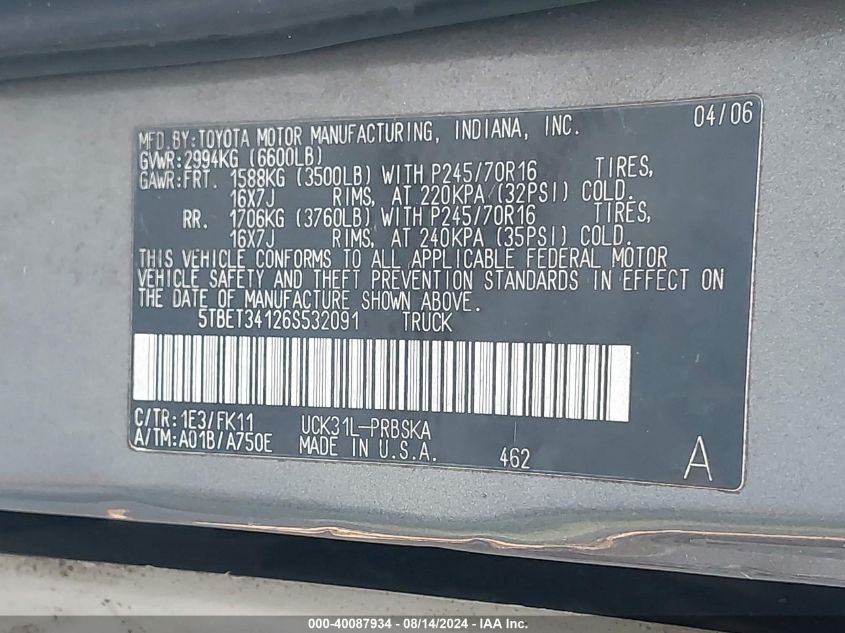 04/06
MFD.BY:TOYOTA MOTOR MANUFACTURING, INDIANA, INC.
GVWR:2994KG (6600LB)
GAWR:FRT. 1588KG (3500LB) WITH P245/70R16 TIRES,
16X7J RIMS, AT 220KPA (32PSI) COLD.
RR. 1706KG (3760LB) WITH P245/70R16 TIRES,
16X7J RIMS, AT 240KPA (35PSI) COLD.
THIS VEHICLE CONFORMS TO ALL APPLICABLE FEDERAL MOTOR
VEHICLE SAFETY AND THEFT PREVENTION STANDARDS IN EFFECT ON
THE DATE OF MANUFACTURE SHOWN ABOVE.
5TBET34126S532091 TRUCK
C/TR:1E3/FK11 UCK31L-PRBSKA
A/TM:A01B/A750E MADE IN U.S.A. 462 A
000-40087934 - 08/14/2024 - IAA Inc.